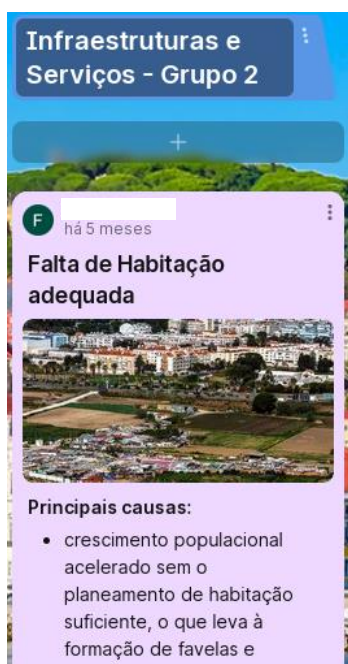 Infraestruturas e
Serviços - Grupo 2
+
F
há 5 meses
Falta de Habitação
adequada
Principais causas:
• crescimento populacional
acelerado sem o
planeamento de habitação
suficiente, o que leva à
formação de favelas e